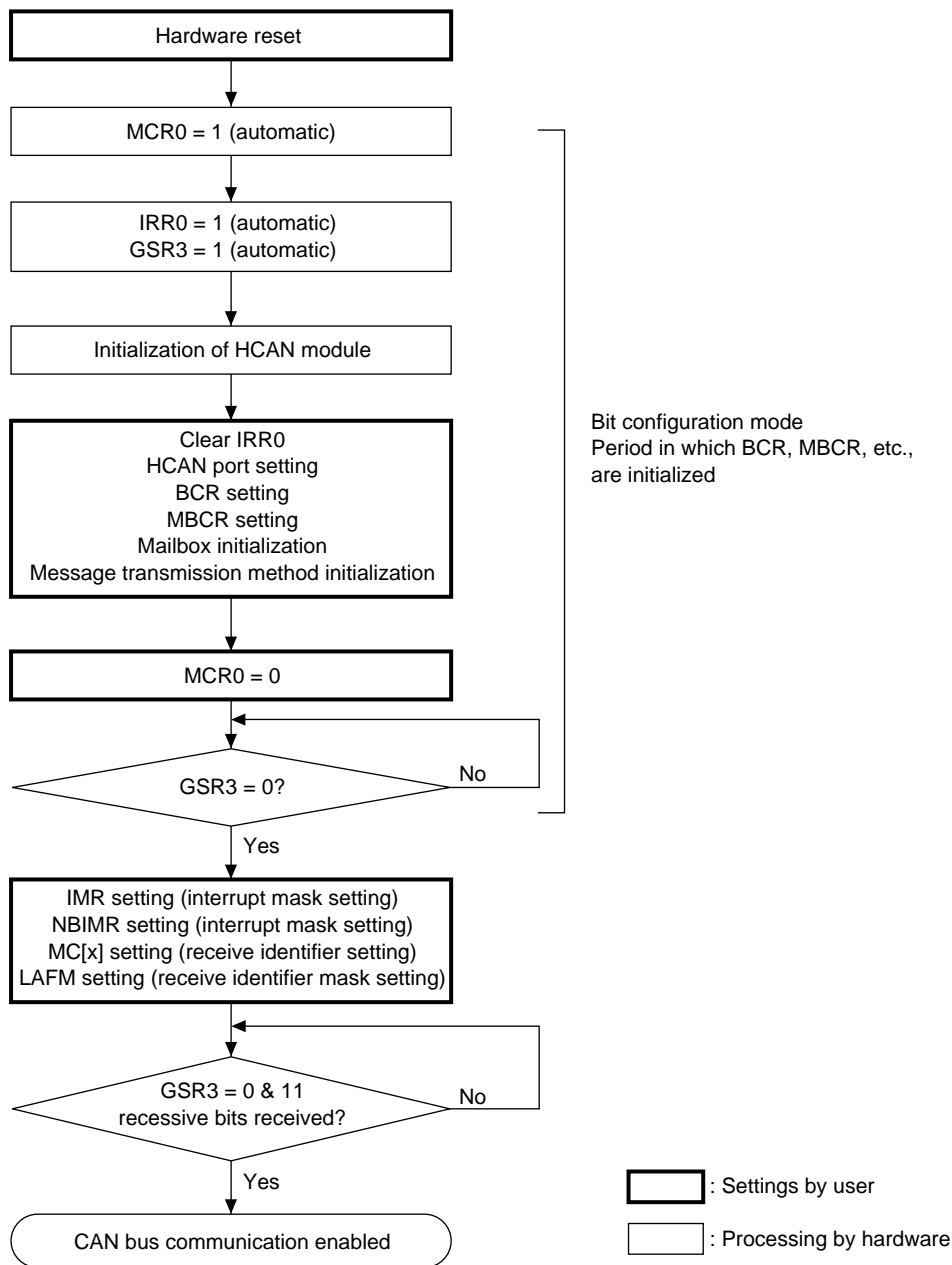 Hardware reset
MCR0 = 1 (automatic)
IRR0 = 1 (automatic)
GSR3 = 1 (automatic)
Initialization of HCAN module
Clear IRR0
HCAN port setting
BCR setting
MBCR setting
Mailbox initialization
Message transmission method initialization
Bit configuration mode
Period in which BCR, MBCR, etc.,
are initialized
MCR0 = 0
GSR3 = 0?
No
Yes
IMR setting (interrupt mask setting)
NBIMR setting (interrupt mask setting)
MC[x] setting (receive identifier setting)
LAFM setting (receive identifier mask setting)
GSR3 = 0 & 11
recessive bits received?
No
Yes
CAN bus communication enabled
: Settings by user
: Processing by hardware